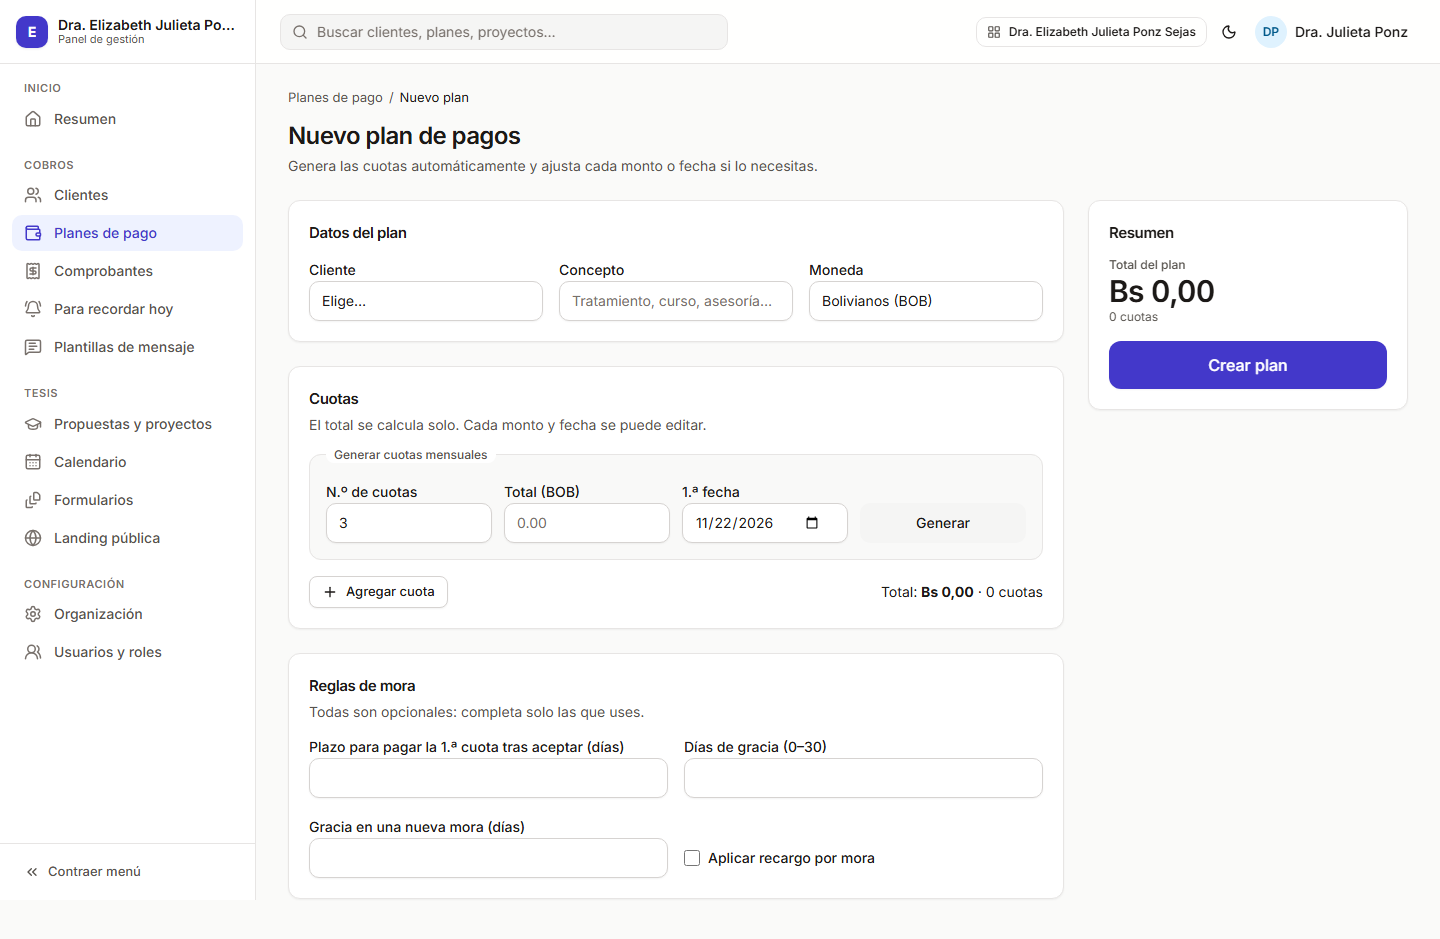 E
Dra. Elizabeth Julieta Po...
Panel de gestión
Buscar clientes, planes, proyectos...
Dra. Elizabeth Julieta Ponz Sejas
DP
Dra. Julieta Ponz
INICIO
Resumen
COBROS
Clientes
Planes de pago
Comprobantes
Para recordar hoy
Plantillas de mensaje
TESIS
Propuestas y proyectos
Calendario
Formularios
Landing pública
CONFIGURACIÓN
Organización
Usuarios y roles
Contraer menú
Planes de pago / Nuevo plan
Nuevo plan de pagos
Genera las cuotas automáticamente y ajusta cada monto o fecha si lo necesitas.
Datos del plan
Cliente
Elige...
Concepto
Tratamiento, curso, asesoría...
Moneda
Bolivianos (BOB)
Cuotas
El total se calcula solo. Cada monto y fecha se puede editar.
Generar cuotas mensuales
N.º de cuotas
3
Total (BOB)
0.00
1.ª fecha
11/22/2026
Generar
Agregar cuota
Total: Bs 0,00 · 0 cuotas
Reglas de mora
Todas son opcionales: completa solo las que uses.
Plazo para pagar la 1.ª cuota tras aceptar (días)
Días de gracia (0–30)
Gracia en una nueva mora (días)
Aplicar recargo por mora
Resumen
Total del plan
Bs 0,00
0 cuotas
Crear plan